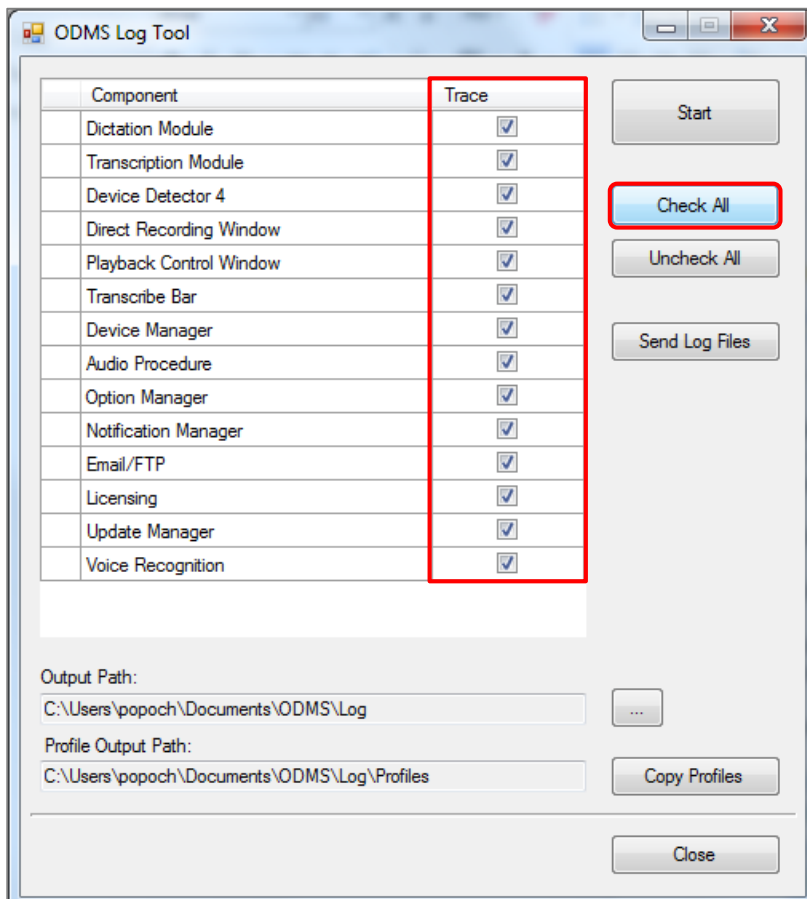 ODMS Log Tool
Component Trace
Dictation Module
Transcription Module
Device Detector 4
Direct Recording Window
Playback Control Window
Transcribe Bar
Device Manager
Audio Procedure
Option Manager
Notification Manager
Email/FTP
Licensing
Update Manager
Voice Recognition
Start
Check All
Uncheck All
Send Log Files
Output Path:
C:\Users\popoch\Documents\ODMS\Log
...
Profile Output Path:
C:\Users\popoch\Documents\ODMS\Log\Profiles
Copy Profiles
Close